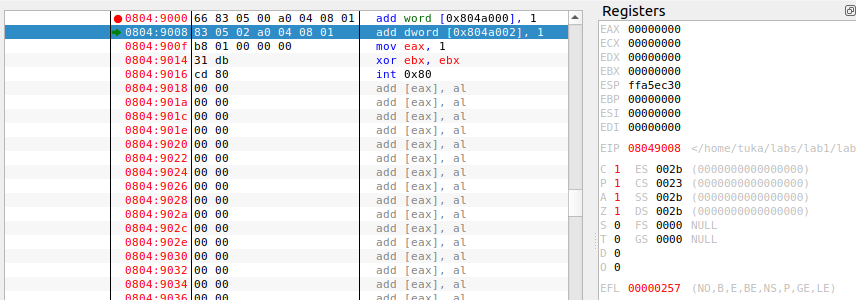 0804:9000 66 83 05 00 a0 04 08 01 add word [0x804a000], 1
0804:9008 83 05 02 a0 04 08 01 add dword [0x804a002], 1
0804:900f b8 01 00 00 00 mov eax, 1
0804:9014 31 db xor ebx, ebx
0804:9016 cd 80 int 0x80
0804:9018 00 00 add [eax], al
0804:901a 00 00 add [eax], al
0804:901c 00 00 add [eax], al
0804:901e 00 00 add [eax], al
0804:9020 00 00 add [eax], al
0804:9022 00 00 add [eax], al
0804:9024 00 00 add [eax], al
0804:9026 00 00 add [eax], al
0804:9028 00 00 add [eax], al
0804:902a 00 00 add [eax], al
0804:902c 00 00 add [eax], al
0804:902e 00 00 add [eax], al
0804:9030 00 00 add [eax], al
0804:9032 00 00 add [eax], al
0804:9034 00 00 add [eax], al
0804:9036 00 00 add [eax], al
Registers
EAX 00000000
ECX 00000000
EDX 00000000
EBX 00000000
ESP ffa5ec30
EBP 00000000
ESI 00000000
EDI 00000000
EIP 08049008 </home/tuka/labs/lab1/lab
C 1 ES 002b (0000000000000000)
P 1 CS 0023 (0000000000000000)
A 1 SS 002b (0000000000000000)
Z 1 DS 002b (0000000000000000)
S 0 FS 0000 NULL
T 0 GS 0000 NULL
D 0
O 0
EFL 00000257 (NO,B,E,BE,NS,P,GE,LE)